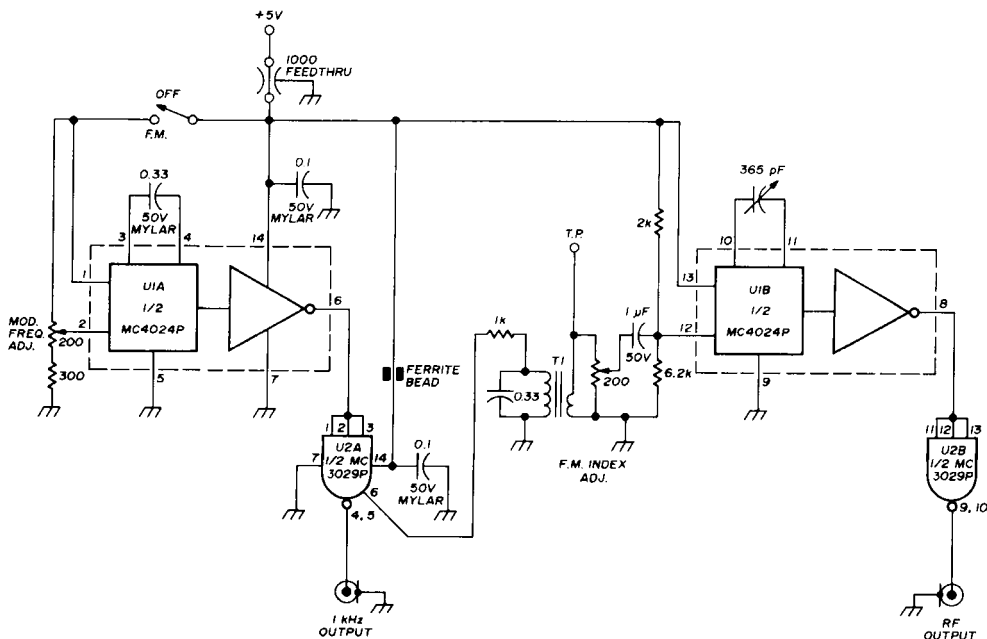 +5V
1000
FEEDTHRU
OFF
F.M.
0.33
50V
MYLAR
3
4
0.1
50V
MYLAR
14
1
2
U1A
1/2
MC4024P
6
5
7
MOD.
FREQ.
ADJ.
200
300
FERRITE
BEAD
1 2 3
U2A
1/2 MC
3029P
7
14
6
4, 5
0.1
50V
MYLAR
1 kHz
OUTPUT
1k
0.33
T1
T.P.
200
F.M. INDEX
ADJ.
1 µF
50V
2k
6.2k
365 pF
10
11
13
12
U1B
1/2
MC4024P
8
9
11 12 13
U2B
1/2 MC
3029P
9, 10
RF
OUTPUT